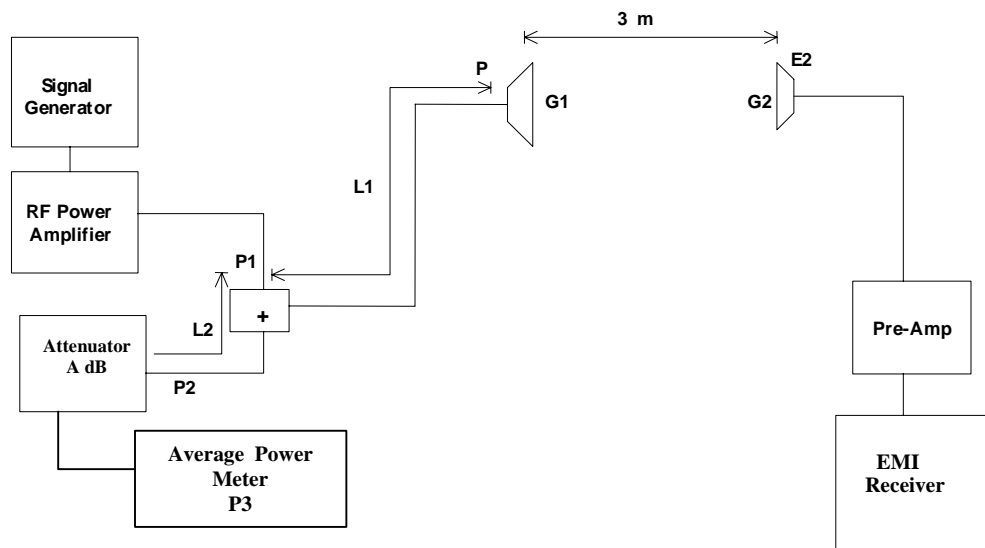 3 m
Signal
Generator
P
E2
G1
G2
L1
RF Power
Amplifier
P1
+
L2
Attenuator
A dB
P2
Pre-Amp
Average Power
Meter
P3
EMI
Receiver